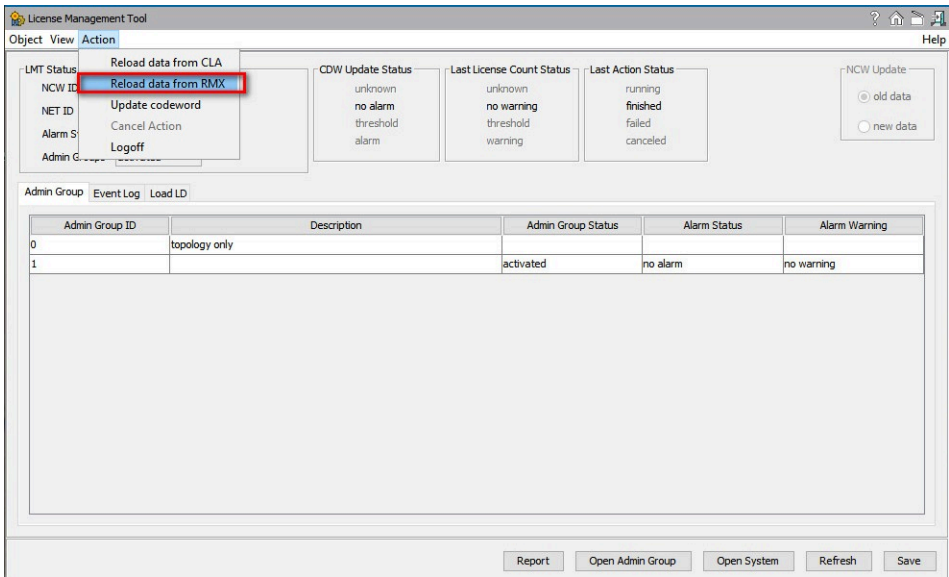 License Management Tool
?
Object View Action
Help
Reload data from CLA
Reload data from RMX
Update codeword
Cancel Action
Logoff
LMT Status
NCW ID
NET ID
Alarm
Admin
activated
CDW Update Status
unknown
no alarm
threshold
alarm
Last License Count Status
unknown
no warning
threshold
warning
Last Action Status
running
finished
failed
canceled
NCW Update
old data
new data
Admin Group Event Log Load LD
Admin Group ID Description Admin Group Status Alarm Status Alarm Warning
0 topology only
1 activated no alarm no warning
Report Open Admin Group Open System Refresh Save